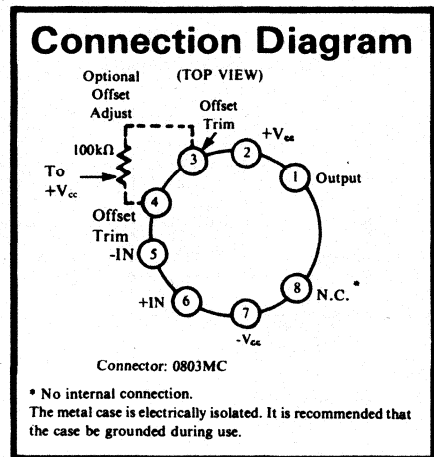 Connection Diagram
Optional
Offset
Adjust
(TOP VIEW)
Offset
Trim
100kΩ
To
+Vcc
+Vcc
3
2
1
Output
4
Offset
Trim
-IN
5
+IN
6
7
-Vcc
8
N.C.*
Connector: 0803MC
* No internal connection.
The metal case is electrically isolated. It is recommended that
the case be grounded during use.